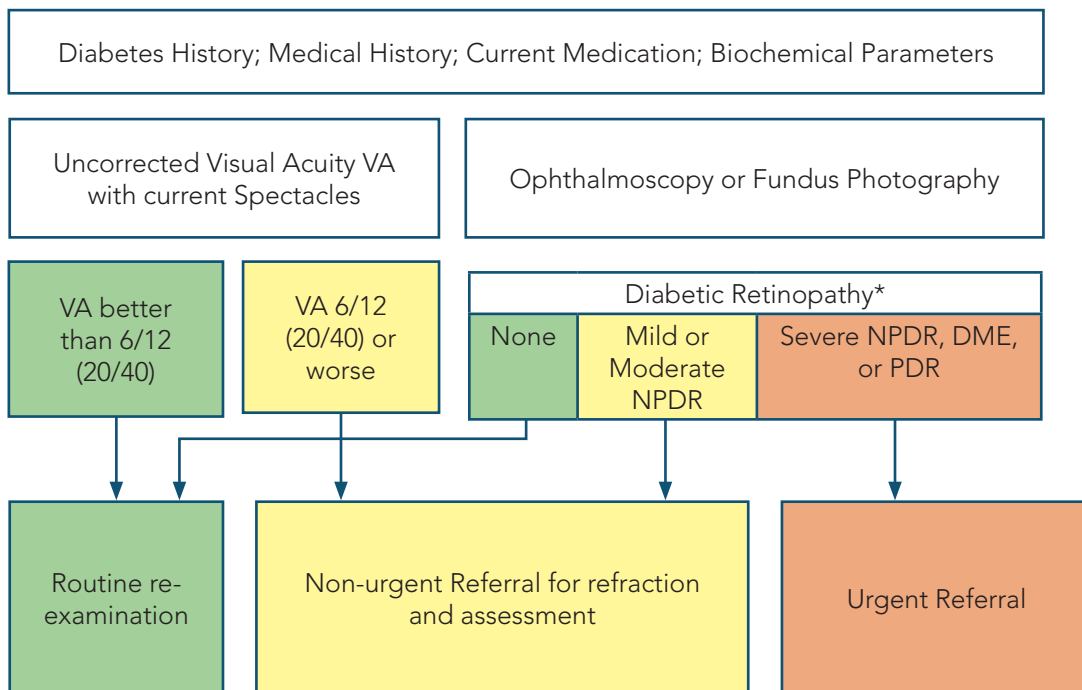 Diabetes History; Medical History; Current Medication; Biochemical Parameters
Uncorrected Visual Acuity VA
with current Spectacles
Ophthalmoscopy or Fundus Photography
VA better
than 6/12
(20/40)
VA 6/12
(20/40) or
worse
Diabetic Retinopathy*
None
Mild or
Moderate
NPDR
Severe NPDR, DME,
or PDR
Routine re-
examination
Non-urgent Referral for refraction
and assessment
Urgent Referral